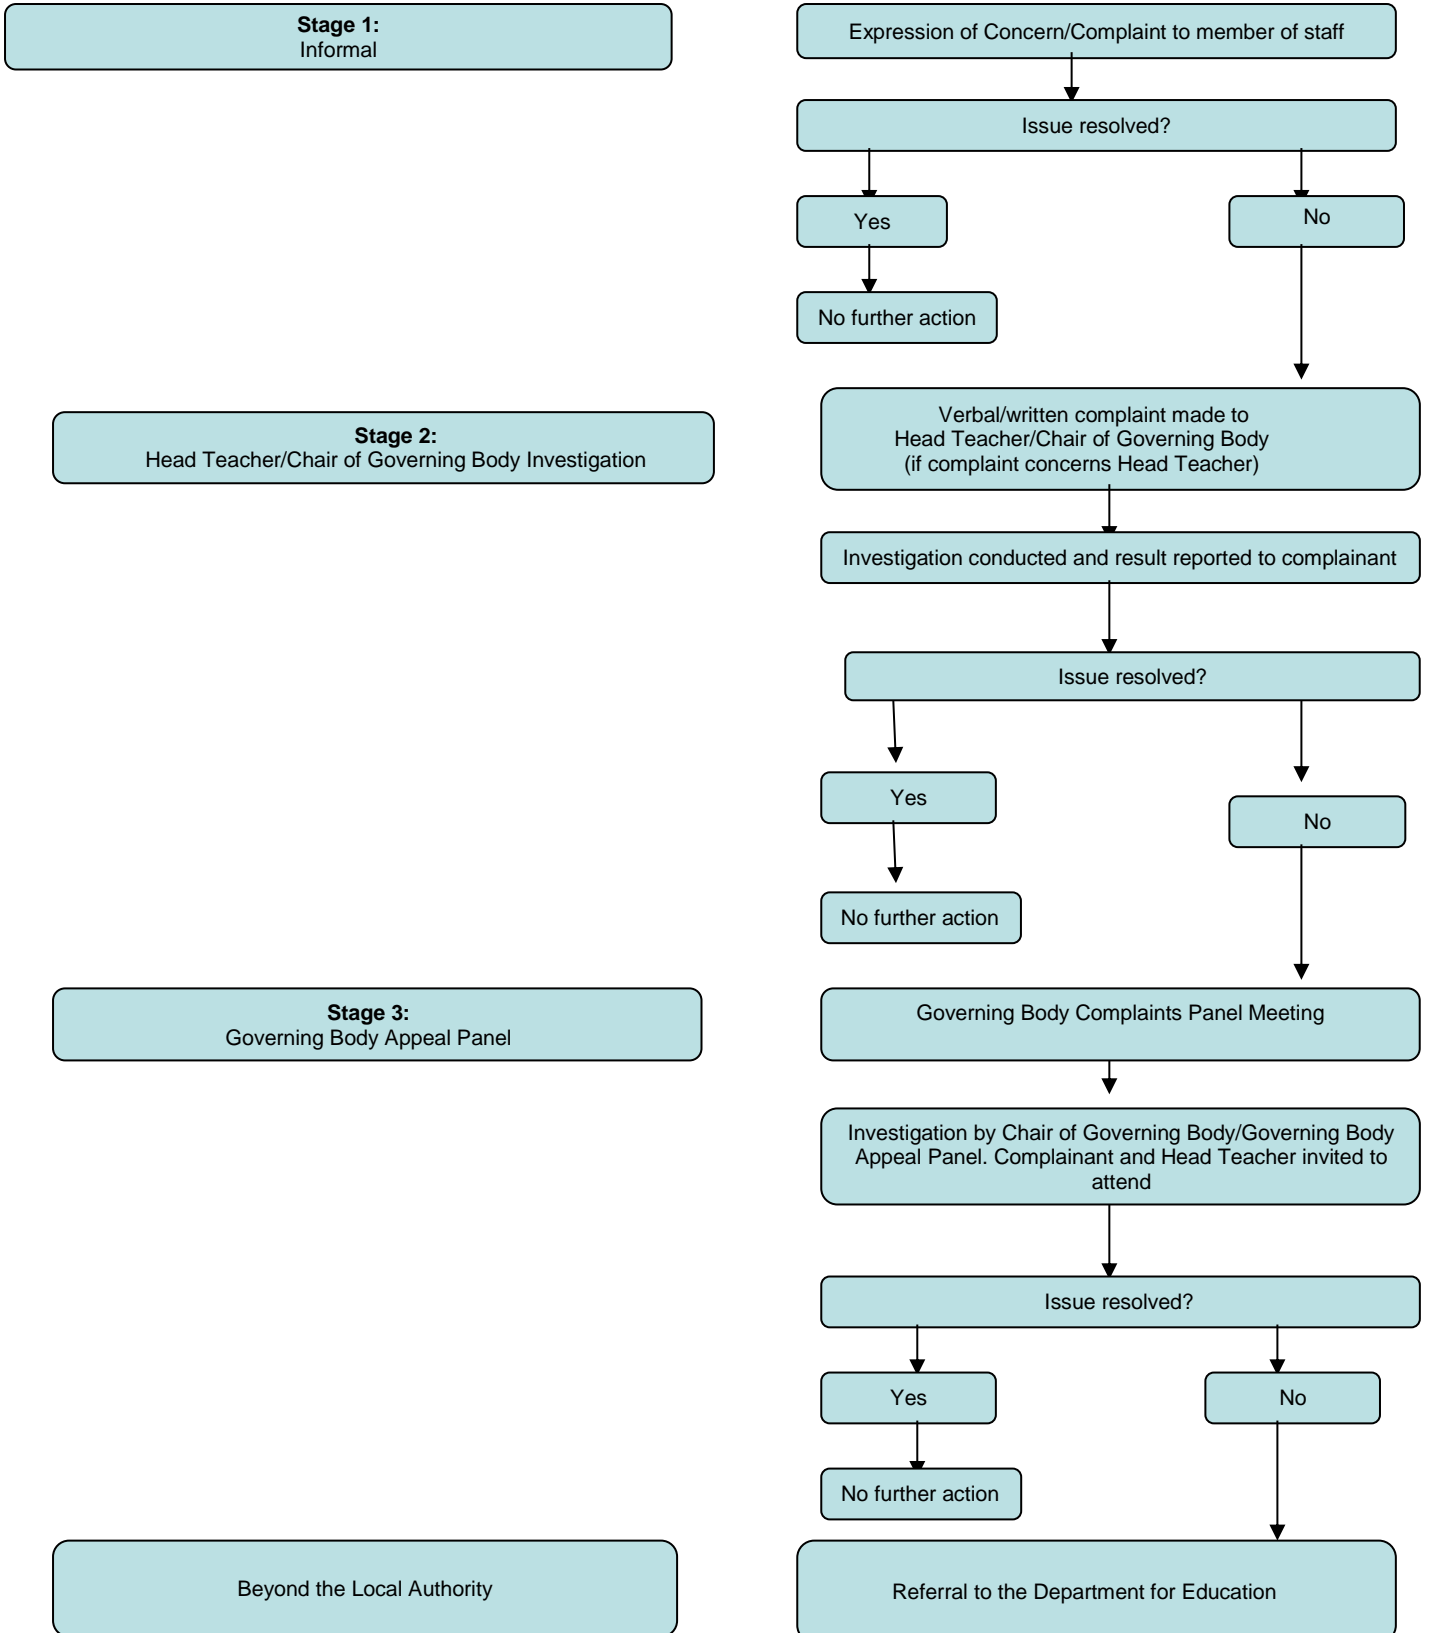 Stage 1:
Informal
Expression of Concern/Complaint to member of staff
Issue resolved?
Yes
No
No further action
Stage 2:
Head Teacher/Chair of Governing Body Investigation
Verbal/written complaint made to
Head Teacher/Chair of Governing Body
(if complaint concerns Head Teacher)
Investigation conducted and result reported to complainant
Issue resolved?
Yes
No
No further action
Stage 3:
Governing Body Appeal Panel
Governing Body Complaints Panel Meeting
Investigation by Chair of Governing Body/Governing Body
Appeal Panel. Complainant and Head Teacher invited to
attend
Issue resolved?
Yes
No
No further action
Beyond the Local Authority
Referral to the Department for Education